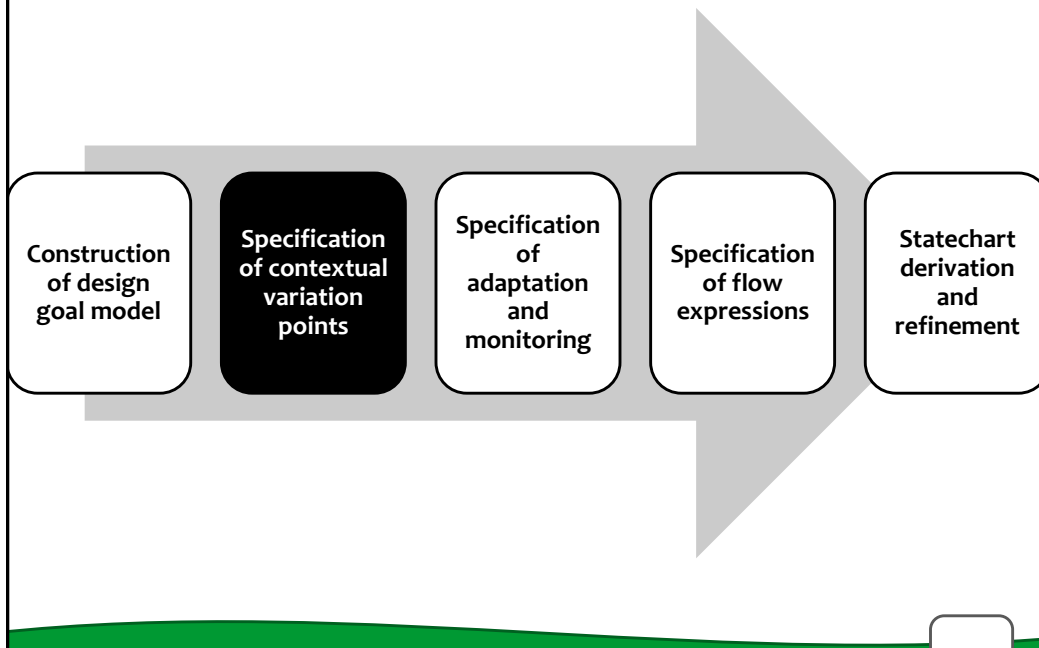 Construction
of design
goal model
Specification
of contextual
variation
points
Specification
of
adaptation
and
monitoring
Specification
of flow
expressions
Statechart
derivation
and
refinement